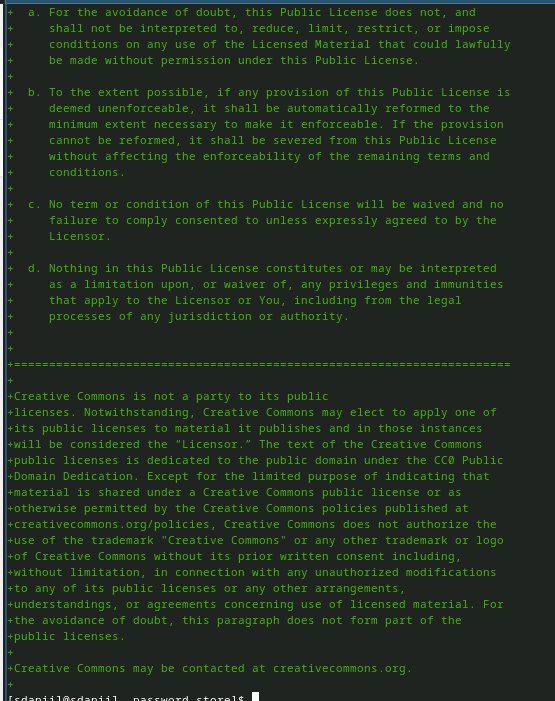 +  a. For the avoidance of doubt, this Public License does not, and
+     shall not be interpreted to, reduce, limit, restrict, or impose
+     conditions on any use of the Licensed Material that could lawfully
+     be made without permission under this Public License.
+
+  b. To the extent possible, if any provision of this Public License is
+     deemed unenforceable, it shall be automatically reformed to the
+     minimum extent necessary to make it enforceable. If the provision
+     cannot be reformed, it shall be severed from this Public License
+     without affecting the enforceability of the remaining terms and
+     conditions.
+
+  c. No term or condition of this Public License will be waived and no
+     failure to comply consented to unless expressly agreed to by the
+     Licensor.
+
+  d. Nothing in this Public License constitutes or may be interpreted
+     as a limitation upon, or waiver of, any privileges and immunities
+     that apply to the Licensor or You, including from the legal
+     processes of any jurisdiction or authority.
+
+
+=======================================================================
+
+Creative Commons is not a party to its public
+licenses. Notwithstanding, Creative Commons may elect to apply one of
+its public licenses to material it publishes and in those instances
+will be considered the “Licensor.” The text of the Creative Commons
+public licenses is dedicated to the public domain under the CC0 Public
+Domain Dedication. Except for the limited purpose of indicating that
+material is shared under a Creative Commons public license or as
+otherwise permitted by the Creative Commons policies published at
+creativecommons.org/policies, Creative Commons does not authorize the
+use of the trademark "Creative Commons" or any other trademark or logo
+of Creative Commons without its prior written consent including,
+without limitation, in connection with any unauthorized modifications
+to any of its public licenses or any other arrangements,
+understandings, or agreements concerning use of licensed material. For
+the avoidance of doubt, this paragraph does not form part of the
+public licenses.
+
+Creative Commons may be contacted at creativecommons.org.
+
[sdaniil@sdaniil password store]$